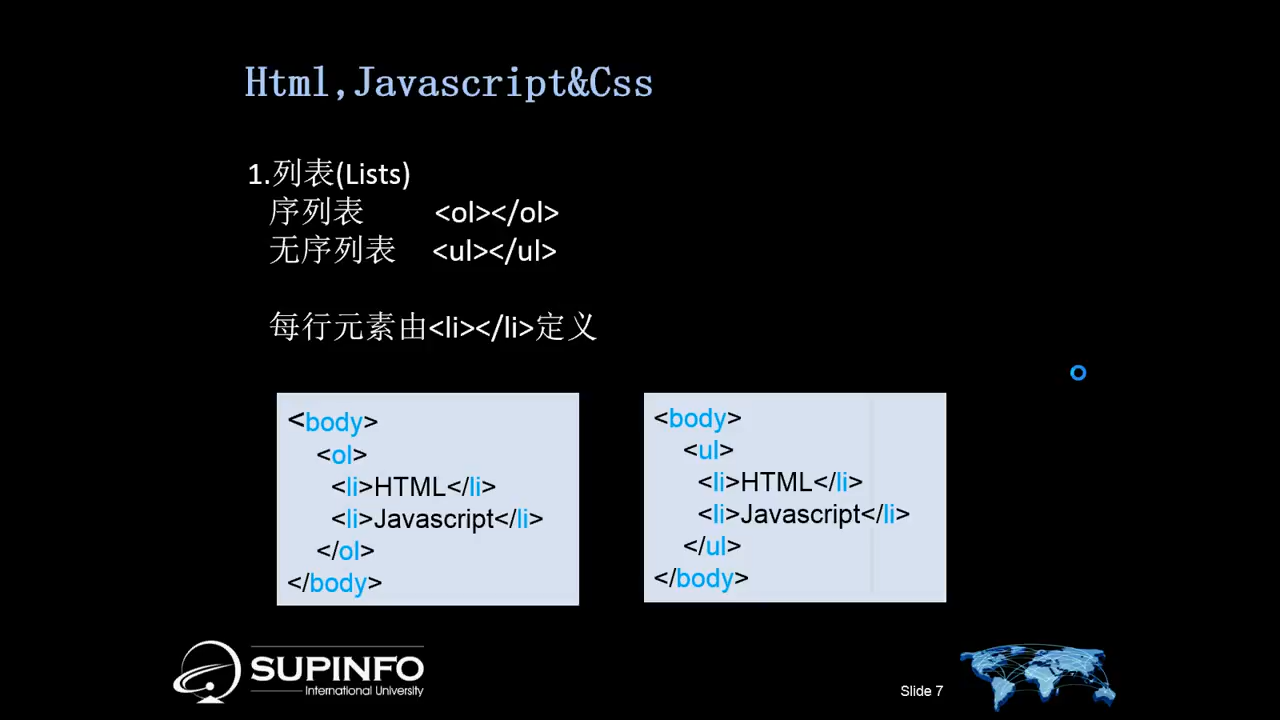 Html,Javascript&Css
1.列表(Lists)
序列表 <ol></ol>
无序列表 <ul></ul>
每行元素由<li></li>定义
<body>
<ol>
<li>HTML</li>
<li>Javascript</li>
</ol>
</body>
<body>
<ul>
<li>HTML</li>
<li>Javascript</li>
</ul>
</body>
SUPINFO
International University
Slide 7